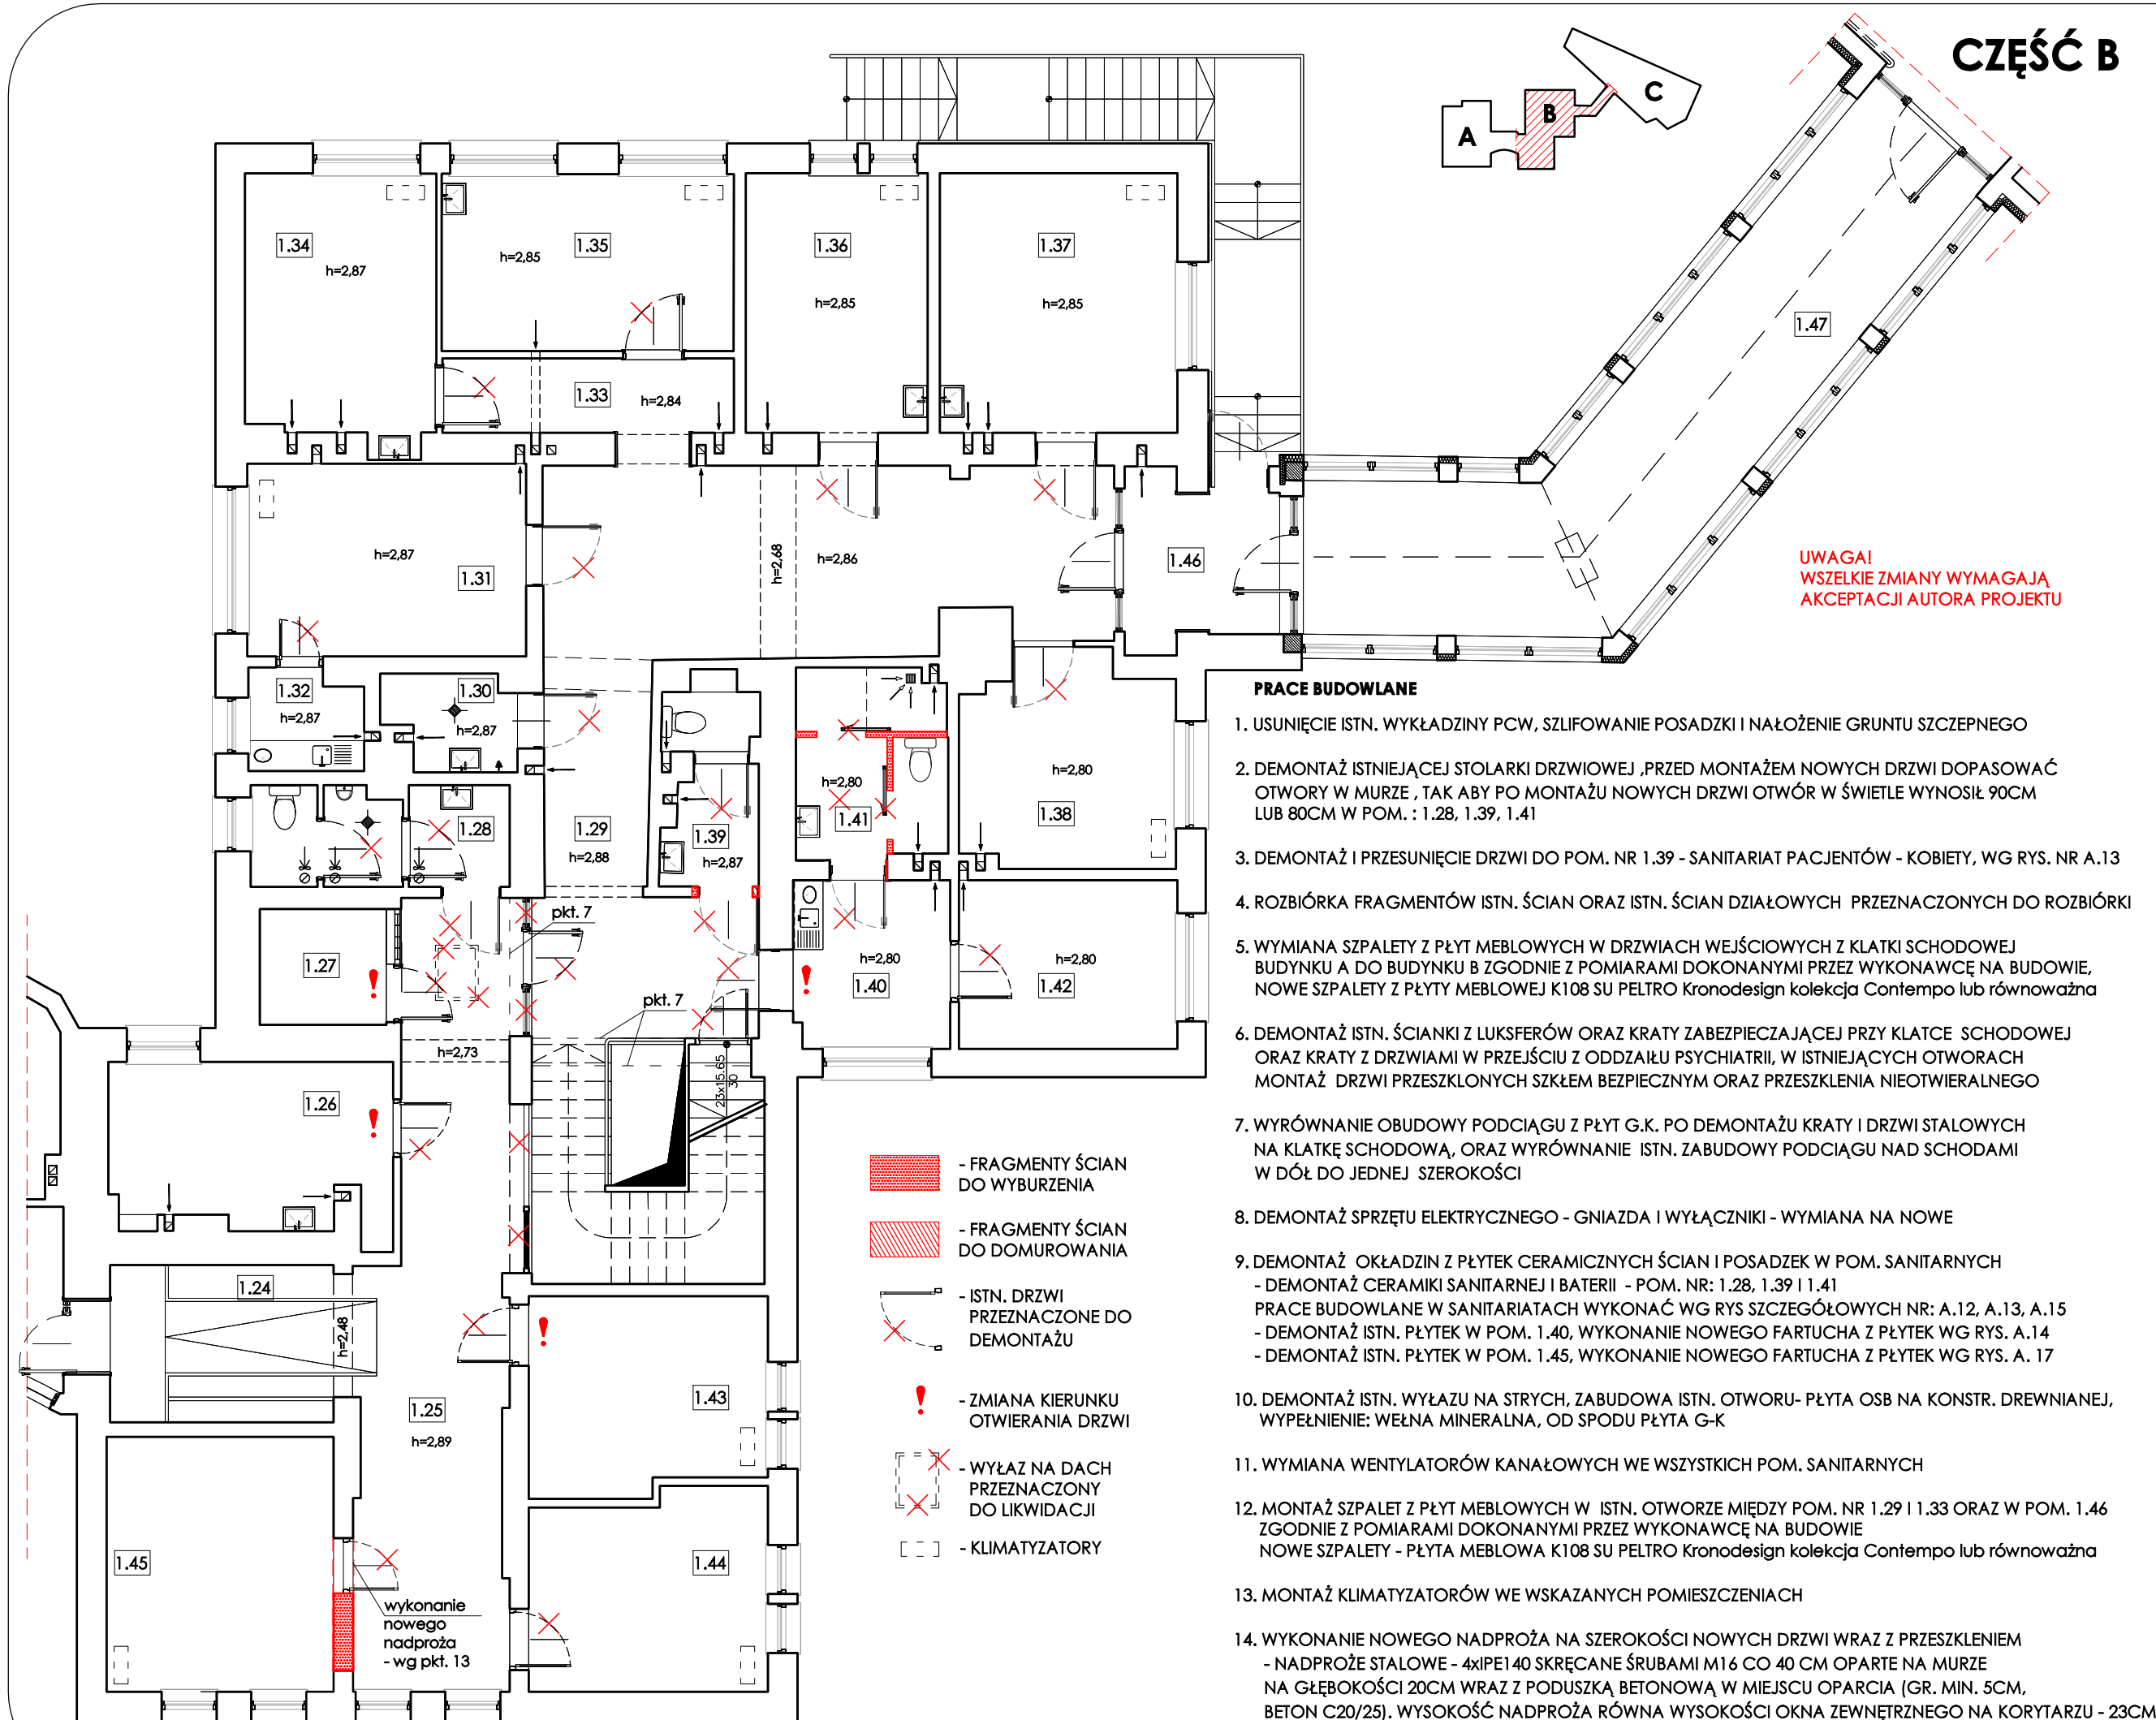 CZĘŚĆ B
A
B
C
1.34
h=2,87
h=2,85
1.35
1.36
h=2,85
1.37
h=2,85
1.47
1.33
h=2,84
h=2,87
1.31
h=2,68
h=2,86
1.46
UWAGA!
WSZELKIE ZMIANY WYMAGAJĄ
AKCEPTACJI AUTORA PROJEKTU
1.32
h=2,87
1.30
h=2,87
1.28
1.29
h=2,88
1.39
h=2,87
h=2,80
1.41
h=2,80
1.38
pkt. 7
1.27
pkt. 7
h=2,80
1.40
h=2,80
1.42
h=2,73
23x15.65
30
1.26
1.24
h=2,48
1.25
h=2,89
1.43
1.45
1.44
wykonanie
nowego
nadproża
- wg pkt. 13
- FRAGMENTY ŚCIAN
DO WYBURZENIA
- FRAGMENTY ŚCIAN
DO DOMUROWANIA
- ISTN. DRZWI
PRZEZNACZONE DO
DEMONTAŻU
- ZMIANA KIERUNKU
OTWIERANIA DRZWI
- WYŁAZ NA DACH
PRZEZNACZONY
DO LIKWIDACJI
- KLIMATYZATORY
PRACE BUDOWLANE
1. USUNIĘCIE ISTN. WYKŁADZINY PCW, SZLIFOWANIE POSADZKI I NAŁOŻENIE GRUNTU SZCZEPNEGO
2. DEMONTAŻ ISTNIEJĄCEJ STOLARKI DRZWIOWEJ ,PRZED MONTAŻEM NOWYCH DRZWI DOPASOWAĆ
OTWORY W MURZE , TAK ABY PO MONTAŻU NOWYCH DRZWI OTWÓR W ŚWIETLE WYNOSIŁ 90CM
LUB 80CM W POM. : 1.28, 1.39, 1.41
3. DEMONTAŻ I PRZESUNIĘCIE DRZWI DO POM. NR 1.39 - SANITARIAT PACJENTÓW - KOBIETY, WG RYS. NR A.13
4. ROZBIÓRKA FRAGMENTÓW ISTN. ŚCIAN ORAZ ISTN. ŚCIAN DZIAŁOWYCH PRZEZNACZONYCH DO ROZBIÓRKI
5. WYMIANA SZPALETY Z PŁYT MEBLOWYCH W DRZWIACH WEJŚCIOWYCH Z KLATKI SCHODOWEJ
BUDYNKU A DO BUDYNKU B ZGODNIE Z POMIARAMI DOKONANYMI PRZEZ WYKONAWCĘ NA BUDOWIE,
NOWE SZPALETY Z PŁYTY MEBLOWEJ K108 SU PELTRO Kronodesign kolekcja Contempo lub równoważna
6. DEMONTAŻ ISTN. ŚCIANKI Z LUKSFERÓW ORAZ KRATY ZABEZPIECZAJĄCEJ PRZY KLATCE SCHODOWEJ
ORAZ KRATY Z DRZWIAMI W PRZEJŚCIU Z ODDZAIŁU PSYCHIATRII, W ISTNIEJĄCYCH OTWORACH
MONTAŻ DRZWI PRZESZKLONYCH SZKŁEM BEZPIECZNYM ORAZ PRZESZKLENIA NIEOTWIERALNEGO
7. WYRÓWNANIE OBUDOWY PODCIĄGU Z PŁYT G.K. PO DEMONTAŻU KRATY I DRZWI STALOWYCH
NA KLATKĘ SCHODOWĄ, ORAZ WYRÓWNANIE ISTN. ZABUDOWY PODCIĄGU NAD SCHODAMI
W DÓŁ DO JEDNEJ SZEROKOŚCI
8. DEMONTAŻ SPRZĘTU ELEKTRYCZNEGO - GNIAZDA I WYŁĄCZNIKI - WYMIANA NA NOWE
9. DEMONTAŻ OKŁADZIN Z PŁYTEK CERAMICZNYCH ŚCIAN I POSADZEK W POM. SANITARNYCH
- DEMONTAŻ CERAMIKI SANITARNEJ I BATERII - POM. NR: 1.28, 1.39 I 1.41
PRACE BUDOWLANE W SANITARIATACH WYKONAĆ WG RYS SZCZEGÓŁOWYCH NR: A.12, A.13, A.15
- DEMONTAŻ ISTN. PŁYTEK W POM. 1.40, WYKONANIE NOWEGO FARTUCHA Z PŁYTEK WG RYS. A.14
- DEMONTAŻ ISTN. PŁYTEK W POM. 1.45, WYKONANIE NOWEGO FARTUCHA Z PŁYTEK WG RYS. A. 17
10. DEMONTAŻ ISTN. WYŁAZU NA STRYCH, ZABUDOWA ISTN. OTWORU- PŁYTA OSB NA KONSTR. DREWNIANEJ,
WYPEŁNIENIE: WEŁNA MINERALNA, OD SPODU PŁYTA G-K
11. WYMIANA WENTYLATORÓW KANAŁOWYCH WE WSZYSTKICH POM. SANITARNYCH
12. MONTAŻ SZPALET Z PŁYT MEBLOWYCH W ISTN. OTWORZE MIĘDZY POM. NR 1.29 I 1.33 ORAZ W POM. 1.46
ZGODNIE Z POMIARAMI DOKONANYMI PRZEZ WYKONAWCĘ NA BUDOWIE
NOWE SZPALETY - PŁYTA MEBLOWA K108 SU PELTRO Kronodesign kolekcja Contempo lub równoważna
13. MONTAŻ KLIMATYZATORÓW WE WSKAZANYCH POMIESZCZENIACH
14. WYKONANIE NOWEGO NADPROŻA NA SZEROKOŚCI NOWYCH DRZWI WRAZ Z PRZESZKLENIEM
- NADPROŻE STALOWE - 4xIPE140 SKRĘCANE ŚRUBAMI M16 CO 40 CM OPARTE NA MURZE
NA GŁĘBOKOŚCI 20CM WRAZ Z PODUSZKĄ BETONOWĄ W MIEJSCU OPARCIA (GR. MIN. 5CM,
BETON C20/25). WYSOKOŚĆ NADPROŻA RÓWNA WYSOKOŚCI OKNA ZEWNĘTRZNEGO NA KORYTARZU - 23CM